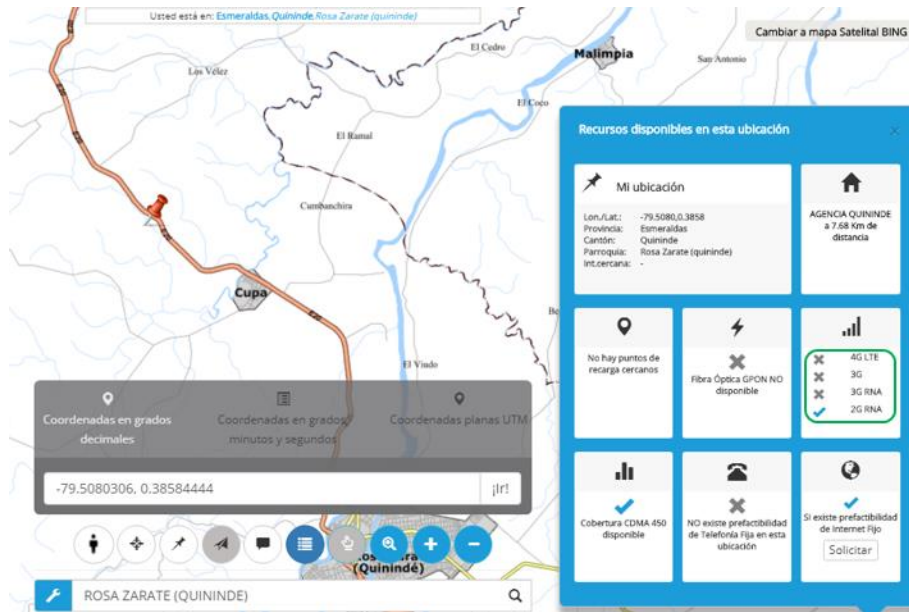 Usted está en: Esmeraldas,Quininde,Rosa Zarate (quininde)
Cambiar a mapa Satelital BING
El Cedro
Malimpia
San Antonio
Los Vélez
El Coco
El Ramal
Cumbanchira
Cupa
El Viudo
E20
Recursos disponibles en esta ubicación
×
Mi ubicación
Lon./Lat.: -79.5080,0.3858
Provincia: Esmeraldas
Cantón: Quininde
Parroquia: Rosa Zarate (quininde)
Int.cercana: -
AGENCIA QUININDE
a 7.68 Km de
distancia
No hay puntos de
recarga cercanos
Fibra Óptica GPON NO
disponible
4G LTE
3G
3G RNA
2G RNA
Cobertura CDMA 450
disponible
NO existe prefactibilidad
de Telefonía Fija en esta
ubicación
Si existe prefactibilidad
de Internet Fijo
Solicitar
Coordenadas en grados
decimales
Coordenadas en grados,
minutos y segundos
Coordenadas planas UTM
-79.5080306, 0.38584444
¡Ir!
(Quinindé)
ROSA ZARATE (QUININDE)